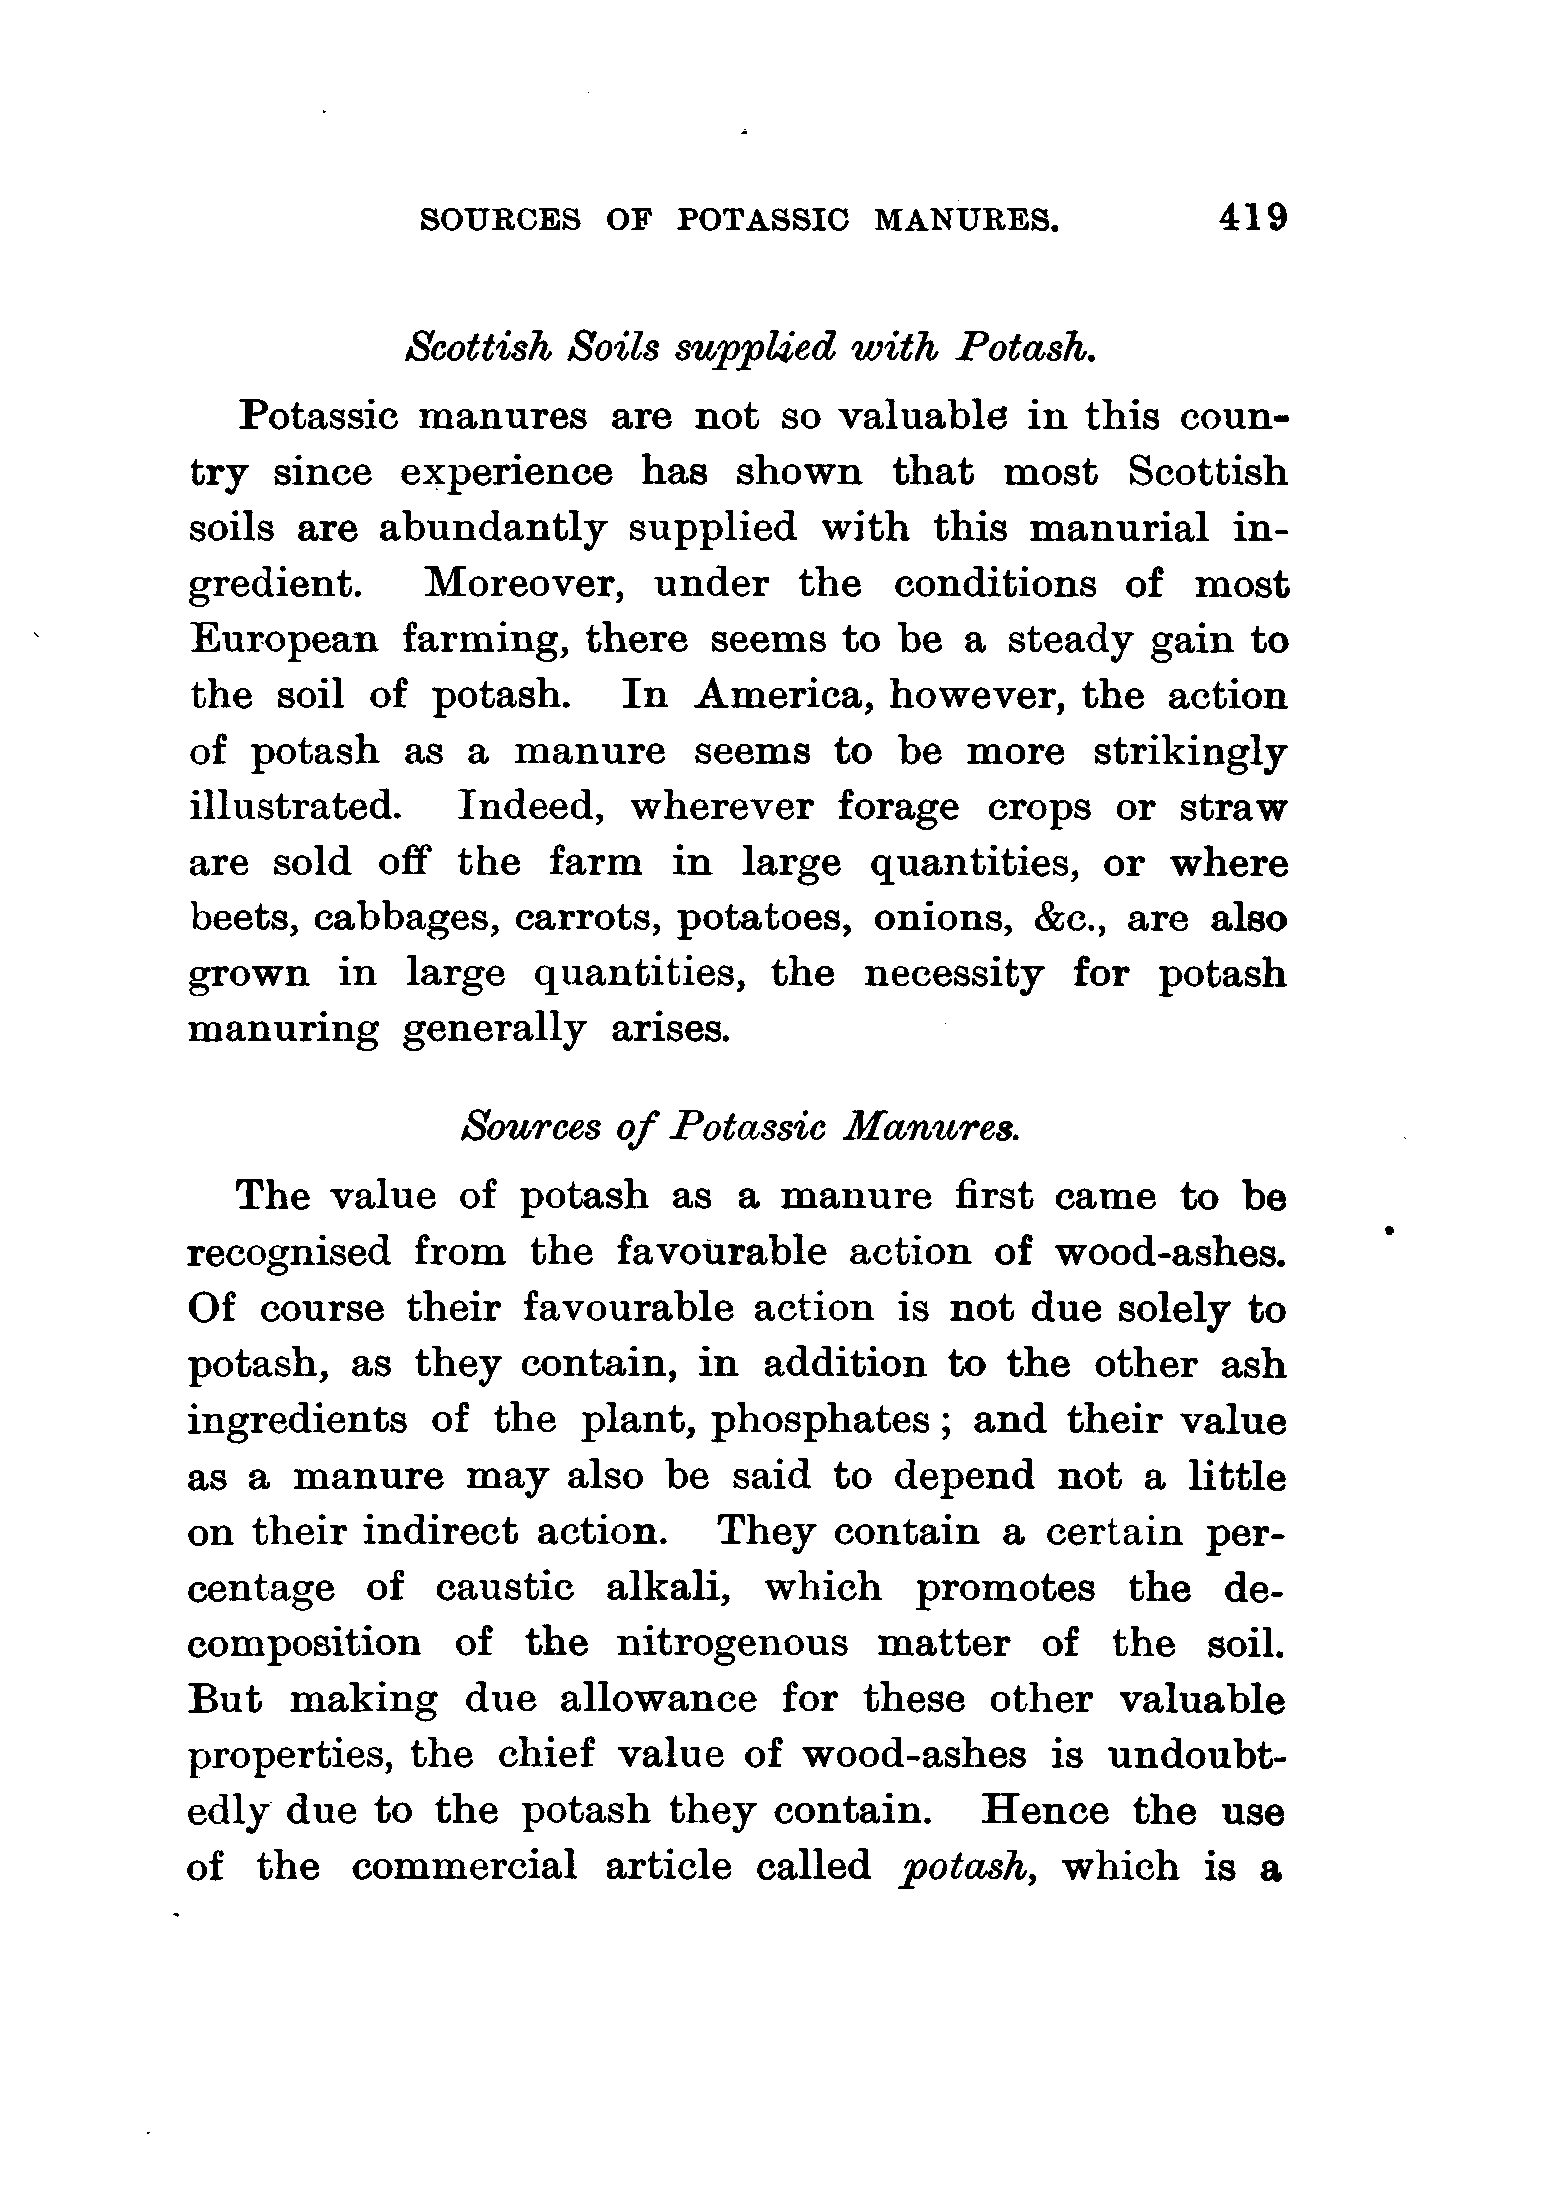 SOURCES OF POTASSIC MANURES. 419
Scottish Soils supplied with Potash.
Potassic manures are not so valuable in this coun-
try since experience has shown that most Scottish
soils are abundantly supplied with this manurial in-
gredient. Moreover, under the conditions of most
European farming, there seems to be a steady gain to
the soil of potash. In America, however, the action
of potash as a manure seems to be more strikingly
illustrated. Indeed, wherever forage crops or straw
are sold off the farm in large quantities, or where
beets, cabbages, carrots, potatoes, onions, &c., are also
grown in large quantities, the necessity for potash
manuring generally arises.
Sources of Potassic Manures.
The value of potash as a manure first came to be
recognised from the favourable action of wood-ashes.
Of course their favourable action is not due solely to
potash, as they contain, in addition to the other ash
ingredients of the plant, phosphates; and their value
as a manure may also be said to depend not a little
on their indirect action. They contain a certain per-
centage of caustic alkali, which promotes the de-
composition of the nitrogenous matter of the soil.
But making due allowance for these other valuable
properties, the chief value of wood-ashes is undoubt-
edly due to the potash they contain. Hence the use
of the commercial article called potash, which is a